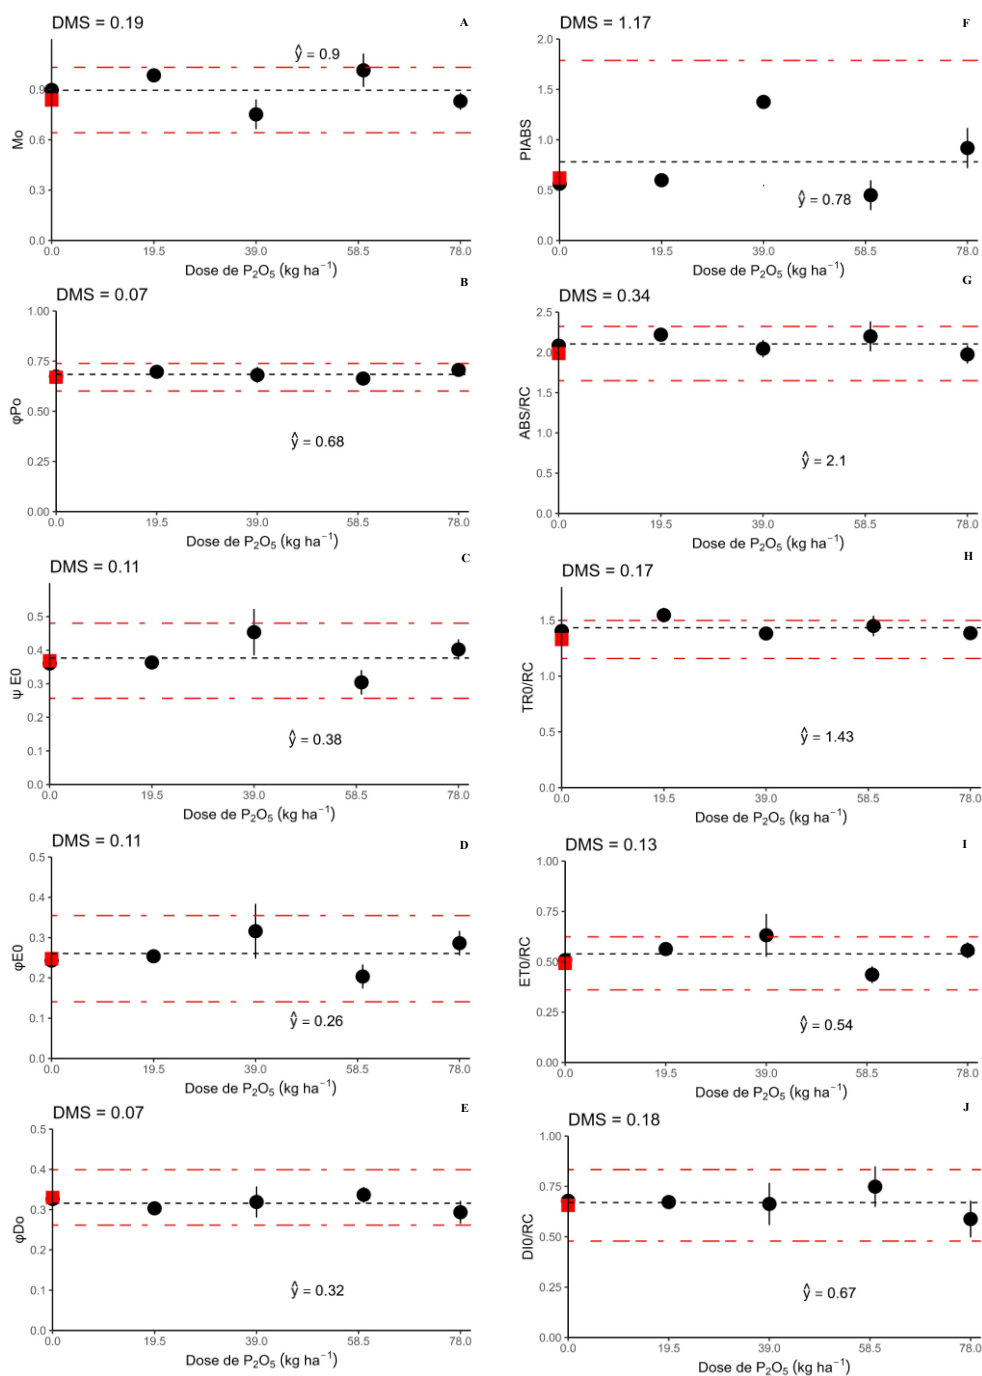 DMS = 0.19
A
ŷ = 0.9
0.9
0.6
0.3
0.0
Mo
0.0 19.5 39.0 58.5 78.0
Dose de P₂O₅ (kg ha⁻¹)
B
DMS = 0.07
1.00
0.75
0.50
0.25
0.00
φPo
ŷ = 0.68
0.0 19.5 39.0 58.5 78.0
Dose de P₂O₅ (kg ha⁻¹)
C
DMS = 0.11
0.5
0.4
0.3
0.2
0.1
0.0
ψ E0
ŷ = 0.38
0.0 19.5 39.0 58.5 78.0
Dose de P₂O₅ (kg ha⁻¹)
DMS = 0.11
D
0.5
0.4
0.3
0.2
0.1
0.0
φE0
ŷ = 0.26
0.0 19.5 39.0 58.5 78.0
Dose de P₂O₅ (kg ha⁻¹)
DMS = 0.07
E
0.5
0.4
0.3
0.2
0.1
0.0
φDo
ŷ = 0.32
0.0 19.5 39.0 58.5 78.0
Dose de P₂O₅ (kg ha⁻¹)
DMS = 1.17
F
2.0
1.5
1.0
0.5
0.0
PIABS
ŷ = 0.78
0.0 19.5 39.0 58.5 78.0
Dose de P₂O₅ (kg ha⁻¹)
G
DMS = 0.34
2.5
2.0
1.5
1.0
0.5
0.0
ABS/RC
ŷ = 2.1
0.0 19.5 39.0 58.5 78.0
Dose de P₂O₅ (kg ha⁻¹)
H
DMS = 0.17
1.5
1.0
0.5
0.0
TR0/RC
ŷ = 1.43
0.0 19.5 39.0 58.5 78.0
Dose de P₂O₅ (kg ha⁻¹)
DMS = 0.13
I
1.00
0.75
0.50
0.25
0.00
ET0/RC
ŷ = 0.54
0.0 19.5 39.0 58.5 78.0
Dose de P₂O₅ (kg ha⁻¹)
DMS = 0.18
J
1.00
0.75
0.50
0.25
0.00
DI0/RC
ŷ = 0.67
0.0 19.5 39.0 58.5 78.0
Dose de P₂O₅ (kg ha⁻¹)